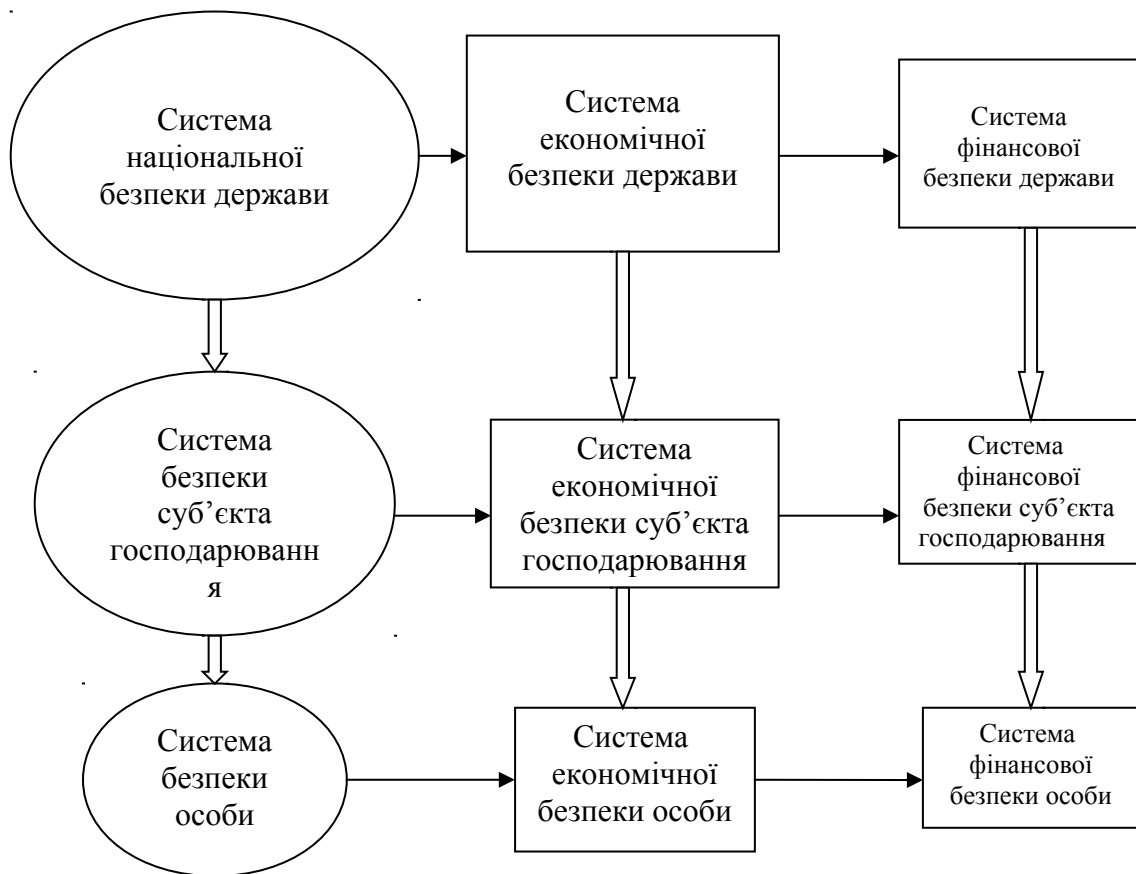 Система
національної
безпеки держави
Система
економічної
безпеки держави
Система
фінансової
безпеки держави
Система
безпеки
суб’єкта
господарюванн
я
Система
економічної
безпеки суб’єкта
господарювання
Система
фінансової
безпеки суб’єкта
господарювання
Система
безпеки
особи
Система
економічної
безпеки особи
Система
фінансової
безпеки особи